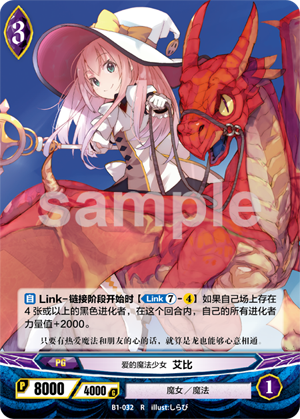 3
sample
自 Link-链接阶段开始时【Link 7-4】如果自己场上存在
4 张或以上的黑色进化者，在这个回合内，自己的所有进化者
力量值+2000。
只要有热爱魔法和朋友的心的话，就算是龙也能够心意相通。
PG 爱的魔法少女 艾比
P 8000 / 4000 G 魔女／魔法 1
B1-032 R illust:しらび